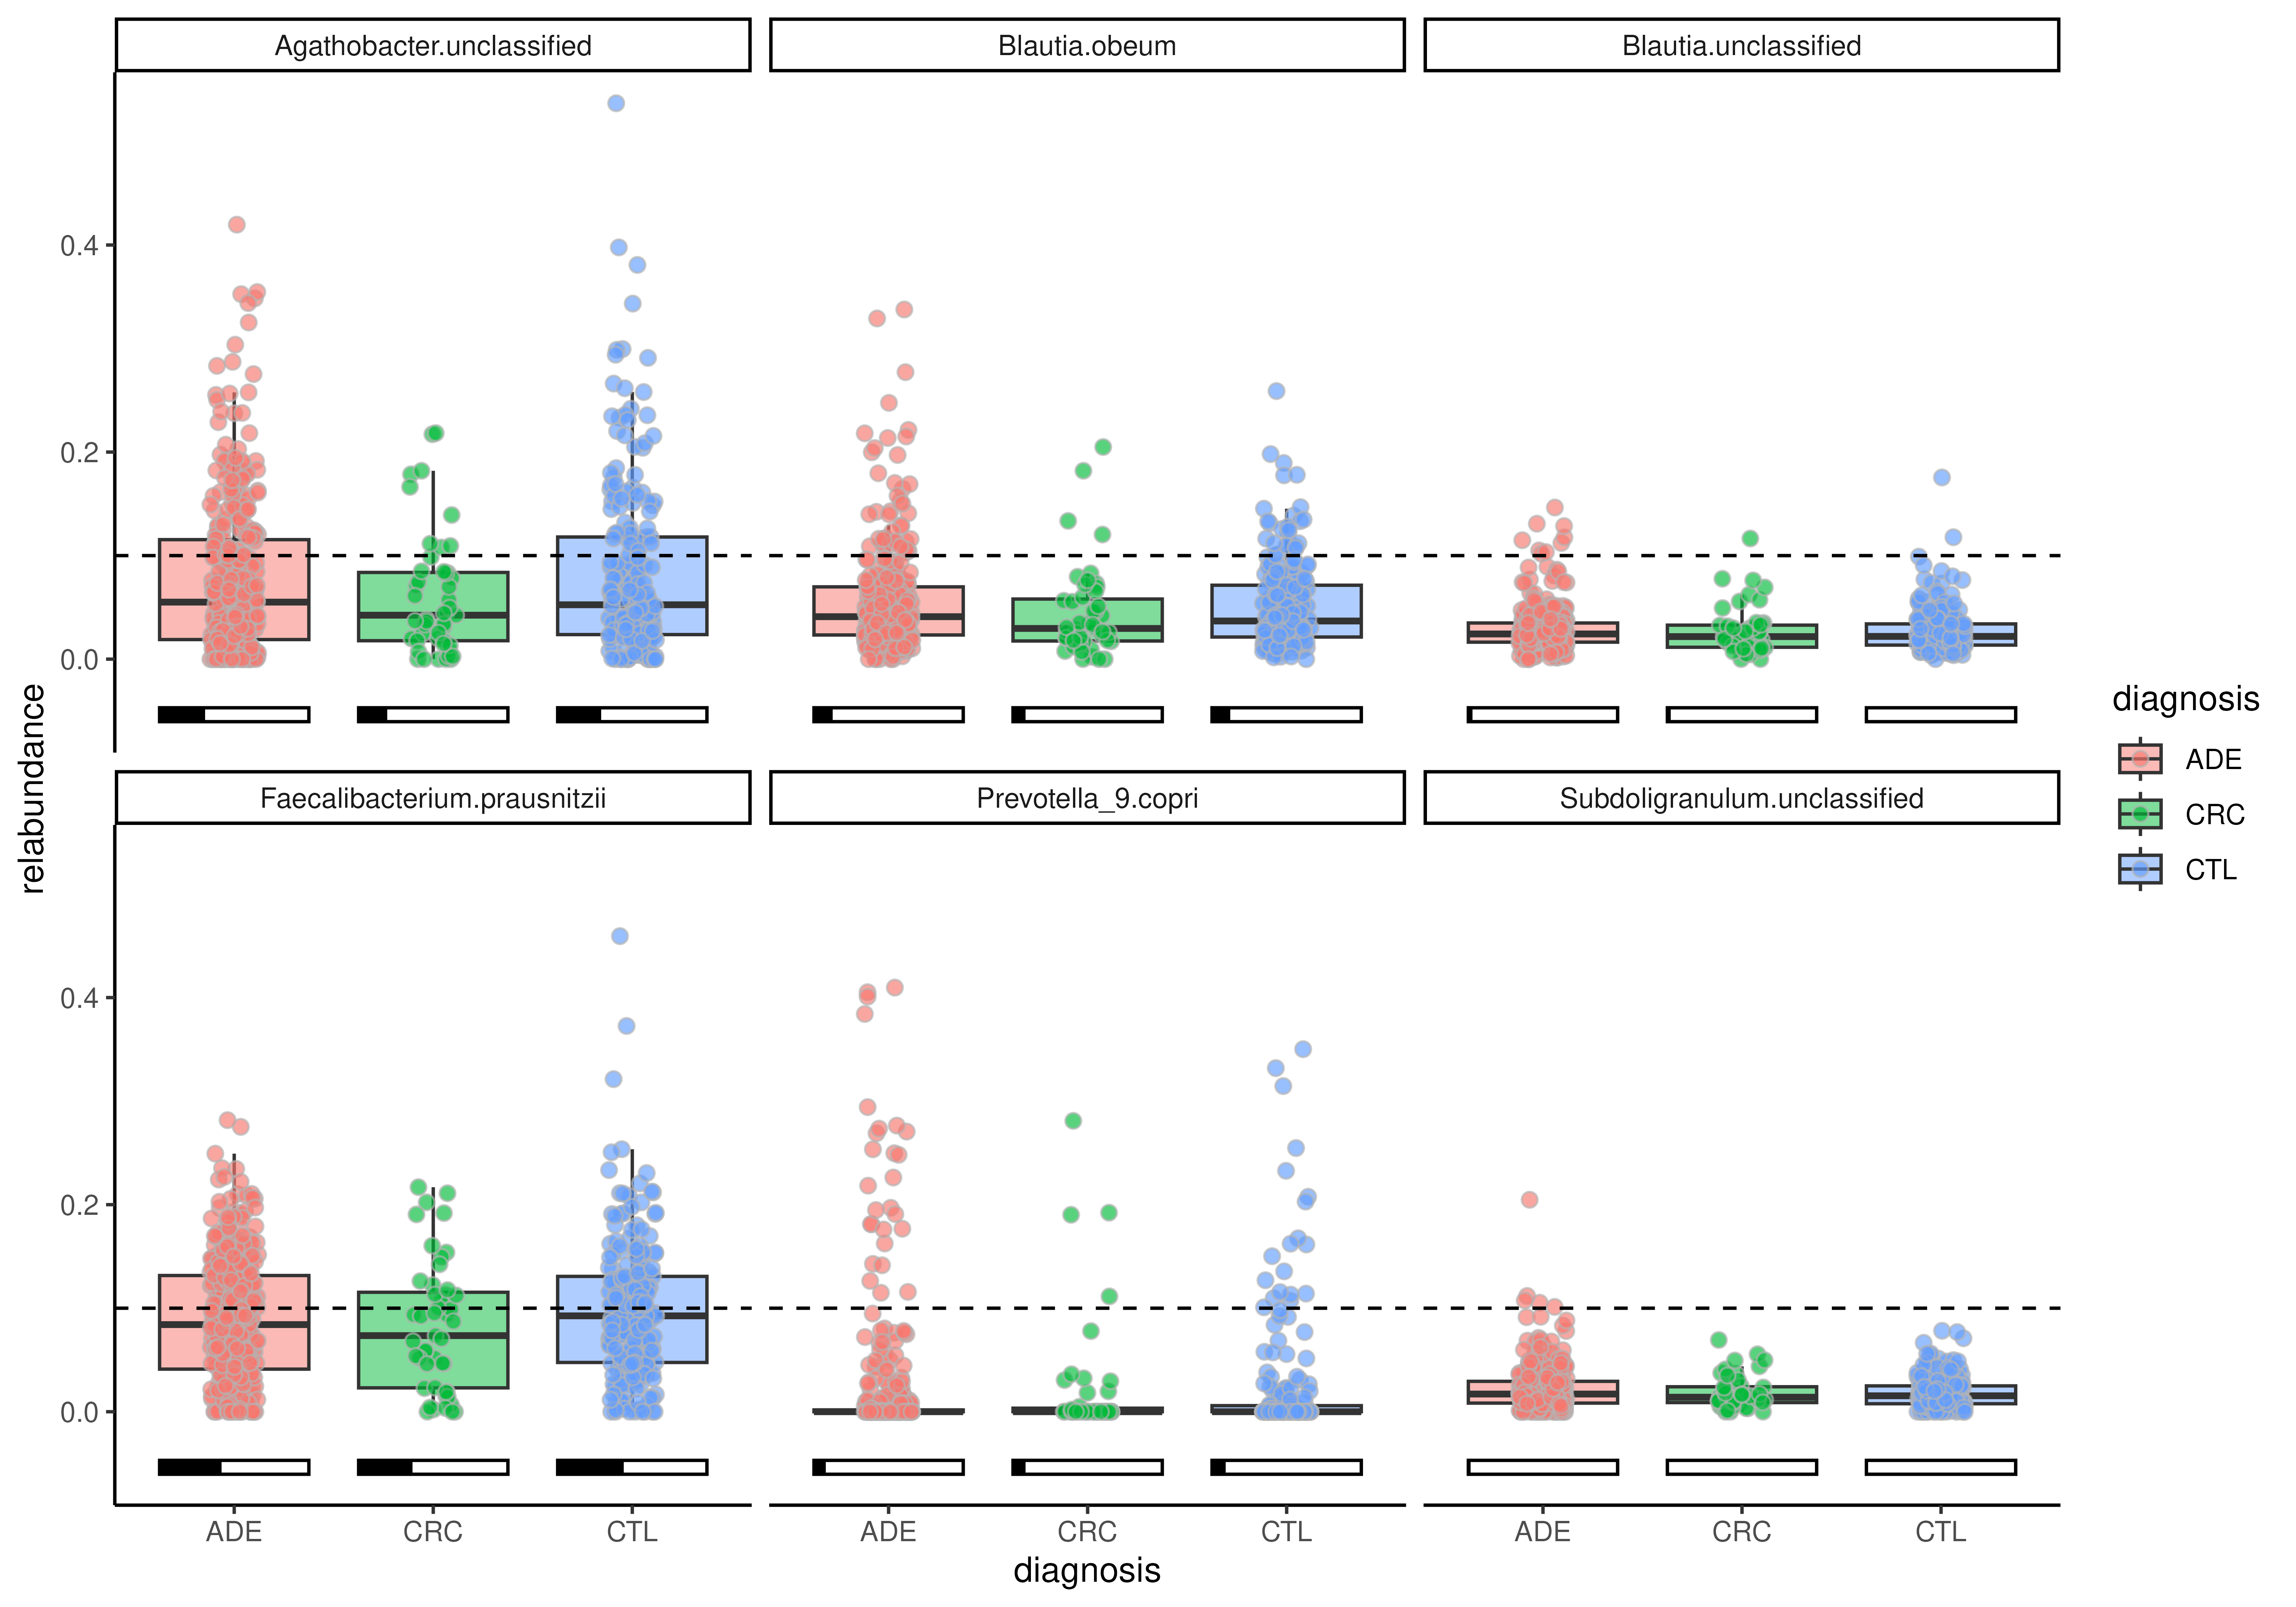 Agathobacter.unclassified
Blautia.obeum
Blautia.unclassified
0.4
0.2
0.0
relabundance
Faecalibacterium.prausnitzii
Prevotella_9.copri
Subdoligranulum.unclassified
0.4
0.2
0.0
ADE
CRC
CTL
ADE
CRC
CTL
ADE
CRC
CTL
diagnosis
diagnosis
ADE
CRC
CTL